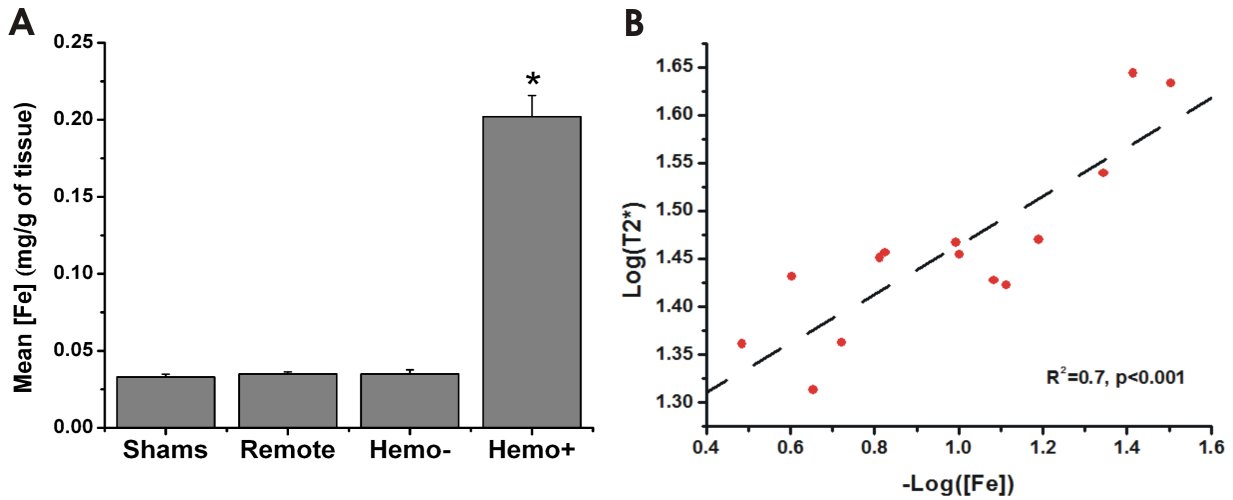 A
Mean [Fe] (mg/g of tissue)
0.25
0.20
0.15
0.10
0.05
0.00
*
Shams Remote Hemo- Hemo+
B
Log(T2*)
1.65
1.60
1.55
1.50
1.45
1.40
1.35
1.30
R²=0.7, p<0.001
0.4 0.6 0.8 1.0 1.2 1.4 1.6
-Log([Fe])